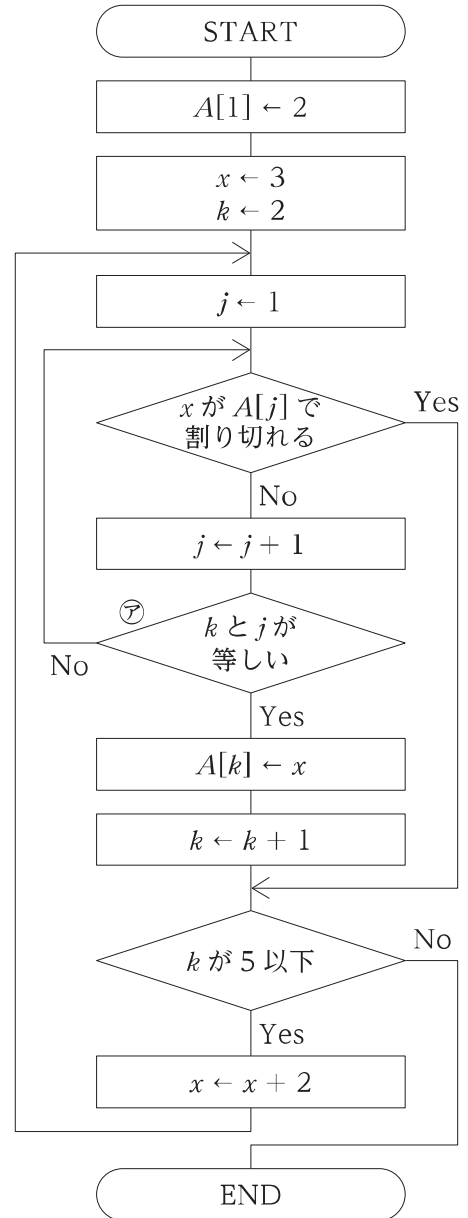 START
A[1] ← 2
x ← 3
k ← 2
j ← 1
x が A[j] で
割り切れる
Yes
No
j ← j + 1
㋐
k と j が
等しい
No
Yes
A[k] ← x
k ← k + 1
k が 5 以下
No
Yes
x ← x + 2
END